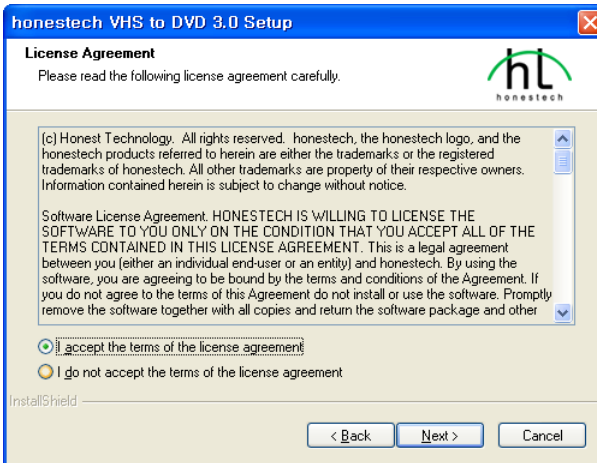 honestech VHS to DVD 3.0 Setup
License Agreement
Please read the following license agreement carefully.
ht
honestech
(c) Honest Technology.  All rights reserved.  honestech, the honestech logo, and the
honestech products referred to herein are either the trademarks or the registered
trademarks of honestech. All other trademarks are property of their respective owners.
Information contained herein is subject to change without notice.
Software License Agreement. HONESTECH IS WILLING TO LICENSE THE
SOFTWARE TO YOU ONLY ON THE CONDITION THAT YOU ACCEPT ALL OF THE
TERMS CONTAINED IN THIS LICENSE AGREEMENT. This is a legal agreement
between you (either an individual end-user or an entity) and honestech. By using the
software, you are agreeing to be bound by the terms and conditions of the Agreement. If
you do not agree to the terms of this Agreement do not install or use the software. Promptly
remove the software together with all copies and return the software package and other
I accept the terms of the license agreement
I do not accept the terms of the license agreement
InstallShield
< Back
Next >
Cancel